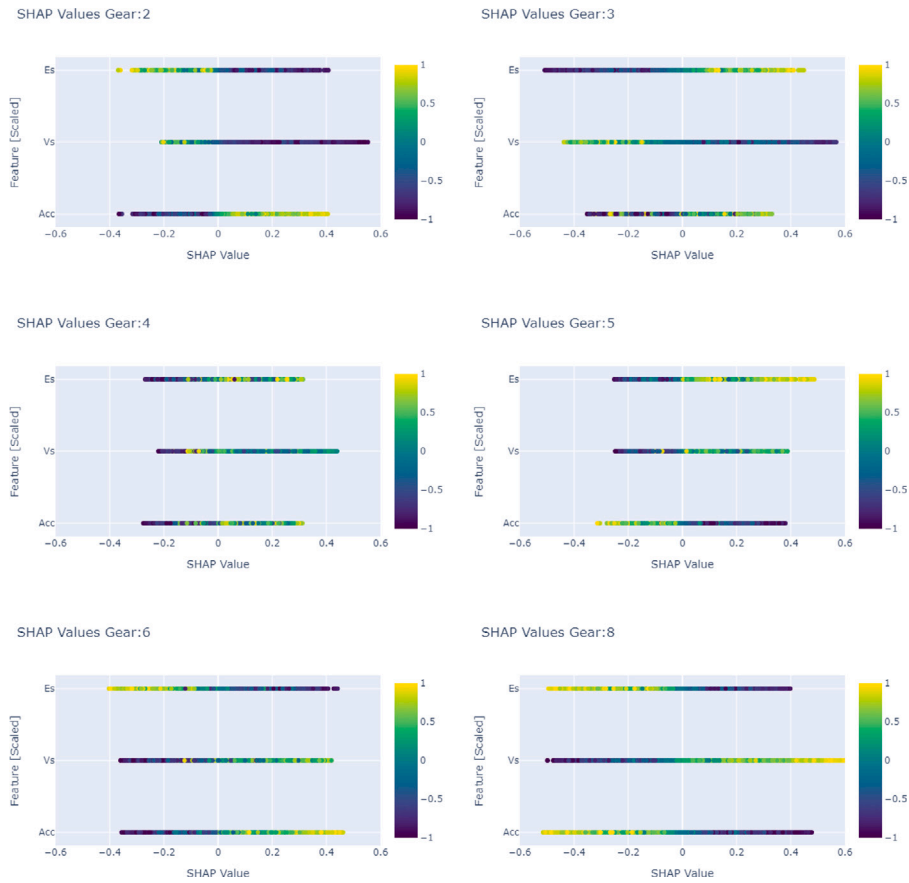 SHAP Values Gear:2
Feature [Scaled]
Es
Vs
Acc
−0.6 −0.4 −0.2 0 0.2 0.4 0.6
SHAP Value
1
0.5
0
−0.5
−1
SHAP Values Gear:3
Feature [Scaled]
Es
Vs
Acc
−0.6 −0.4 −0.2 0 0.2 0.4 0.6
SHAP Value
1
0.5
0
−0.5
−1
SHAP Values Gear:4
Feature [Scaled]
Es
Vs
Acc
−0.6 −0.4 −0.2 0 0.2 0.4 0.6
SHAP Value
1
0.5
0
−0.5
−1
SHAP Values Gear:5
Feature [Scaled]
Es
Vs
Acc
−0.6 −0.4 −0.2 0 0.2 0.4 0.6
SHAP Value
1
0.5
0
−0.5
−1
SHAP Values Gear:6
Feature [Scaled]
Es
Vs
Acc
−0.6 −0.4 −0.2 0 0.2 0.4 0.6
SHAP Value
1
0.5
0
−0.5
−1
SHAP Values Gear:8
Feature [Scaled]
Es
Vs
Acc
−0.6 −0.4 −0.2 0 0.2 0.4 0.6
SHAP Value
1
0.5
0
−0.5
−1